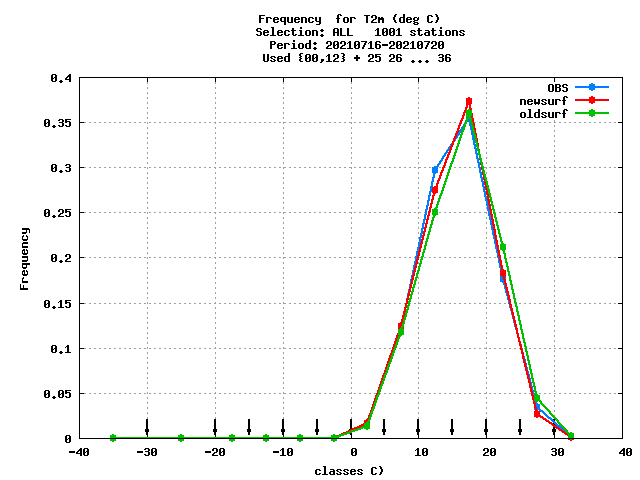 Frequency  for T2m (deg C)
Selection: ALL   1001 stations
Period: 20210716-20210720
Used {00,12} + 25 26 ... 36
OBS
newsurf
oldsurf
0.4
0.35
0.3
0.25
0.2
0.15
0.1
0.05
0
Frequency
-40 -30 -20 -10 0 10 20 30 40
classes C)